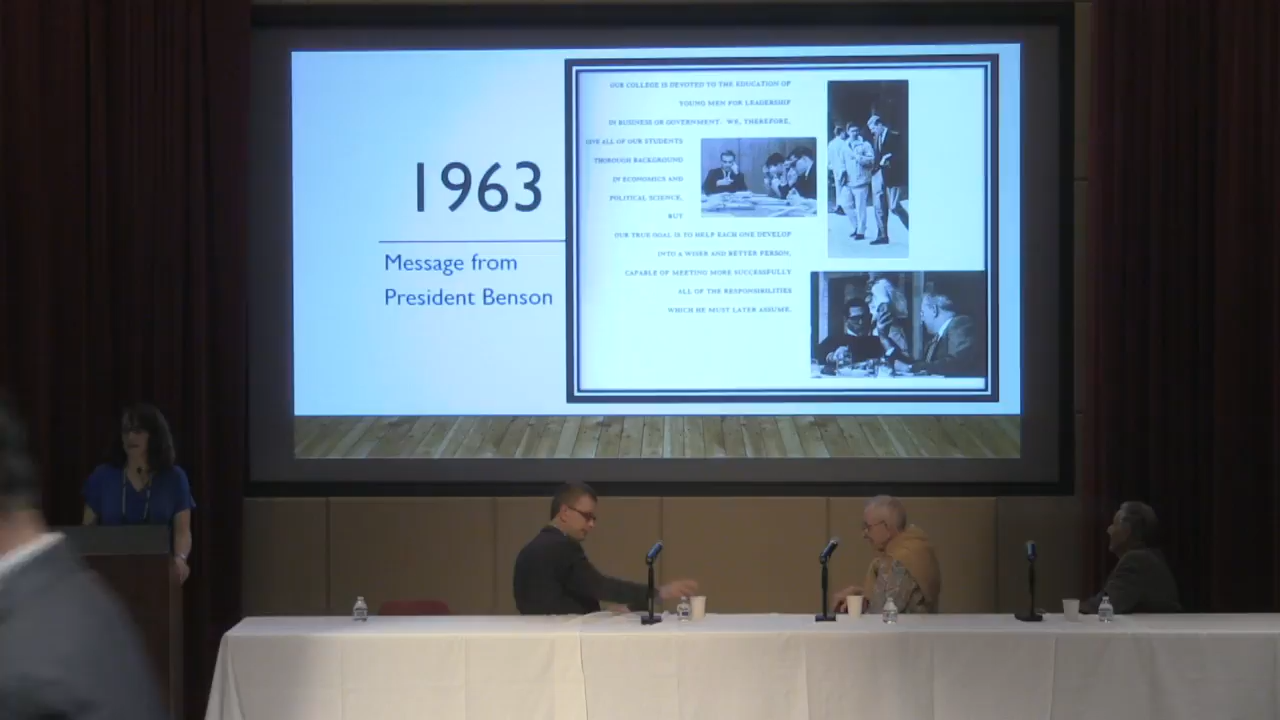 1963
Message from
President Benson
OUR COLLEGE IS DEVOTED TO THE EDUCATION OF
YOUNG MEN FOR LEADERSHIP
IN BUSINESS OR GOVERNMENT. WE, THEREFORE,
GIVE ALL OF OUR STUDENTS
THOROUGH BACKGROUND
IN ECONOMICS AND
POLITICAL SCIENCE,
BUT
OUR TRUE GOAL IS TO HELP EACH ONE DEVELOP
INTO A WISER AND BETTER PERSON,
CAPABLE OF MEETING MORE SUCCESSFULLY
ALL OF THE RESPONSIBILITIES
WHICH HE MUST LATER ASSUME.